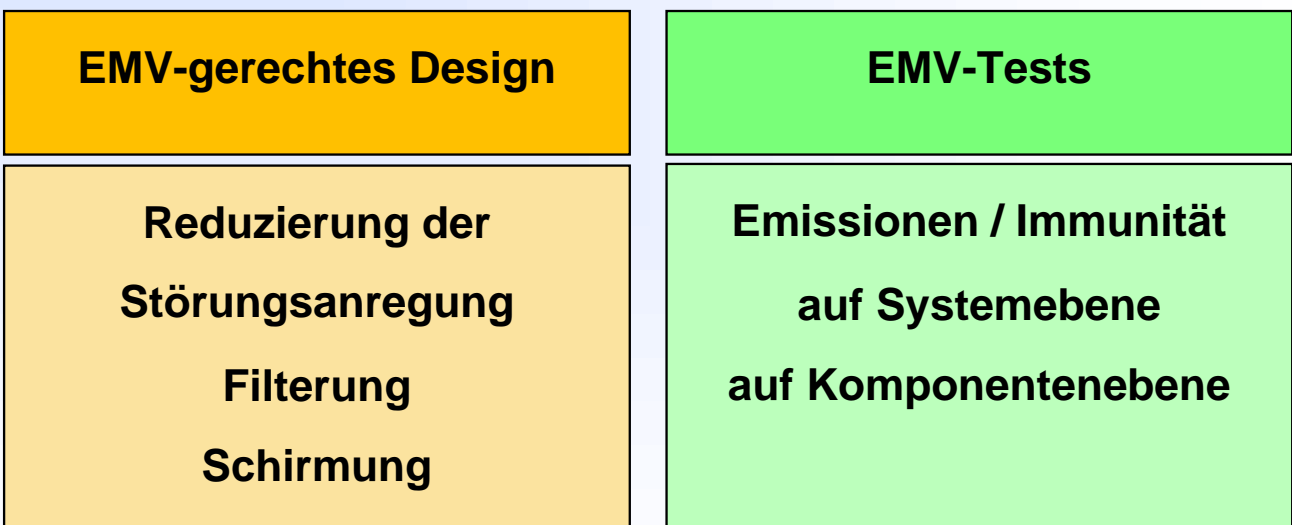 EMV-gerechtes Design
Reduzierung der
Störungsanregung
Filterung
Schirmung
EMV-Tests
Emissionen / Immunität
auf Systemebene
auf Komponentenebene